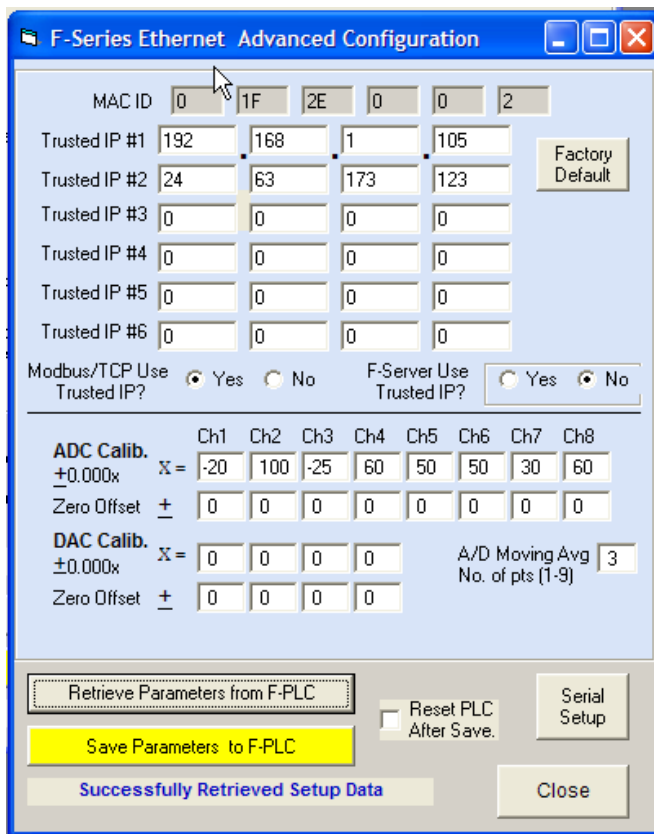 F-Series Ethernet Advanced Configuration
MAC ID 0 1F 2E 0 0 2
Trusted IP #1 192 . 168 . 1 . 105
Factory
Default
Trusted IP #2 24 63 173 123
Trusted IP #3 0 0 0 0
Trusted IP #4 0 0 0 0
Trusted IP #5 0 0 0 0
Trusted IP #6 0 0 0 0
Modbus/TCP Use
Trusted IP?
Yes No
F-Server Use
Trusted IP?
Yes No
Ch1 Ch2 Ch3 Ch4 Ch5 Ch6 Ch7 Ch8
ADC Calib.
±0.000x X = -20 100 -25 60 50 50 30 60
Zero Offset ± 0 0 0 0 0 0 0 0
DAC Calib.
±0.000x X = 0 0 0 0
A/D Moving Avg
No. of pts (1-9)
3
Zero Offset ± 0 0 0 0
Retrieve Parameters from F-PLC
Reset PLC
After Save.
Serial
Setup
Save Parameters to F-PLC
Successfully Retrieved Setup Data
Close